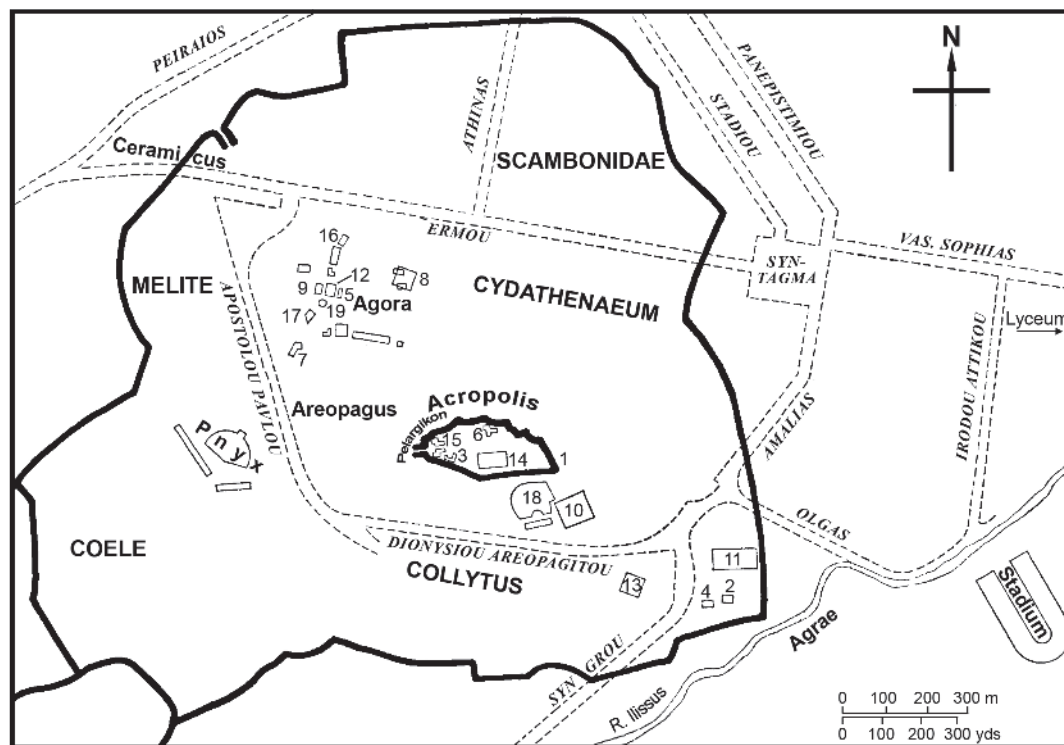 PEIRAIOS
ATHINAS
STADIOU
PANEPISTIMIOU
N
Ceramicus
SCAMBONIDAE
ERMOU
SYN-
TAGMA
VAS. SOPHIAS
16
12
8
MELITE
9
5
Agora
CYDATHENAEUM
17
19
7
APOSTOLOU PAVLOU
Lyceum
IRODOU ATTIKOU
Areopagus
Acropolis
Pelargikon
15
6
3
14
1
AMALIAS
Pnyx
18
10
OLGAS
COELE
DIONYSIOU AREOPAGITOU
COLLYTUS
11
13
4
2
Agrae
Stadium
SYN GROU
R. Ilissus
0 100 200 300 m
0 100 200 300 yds